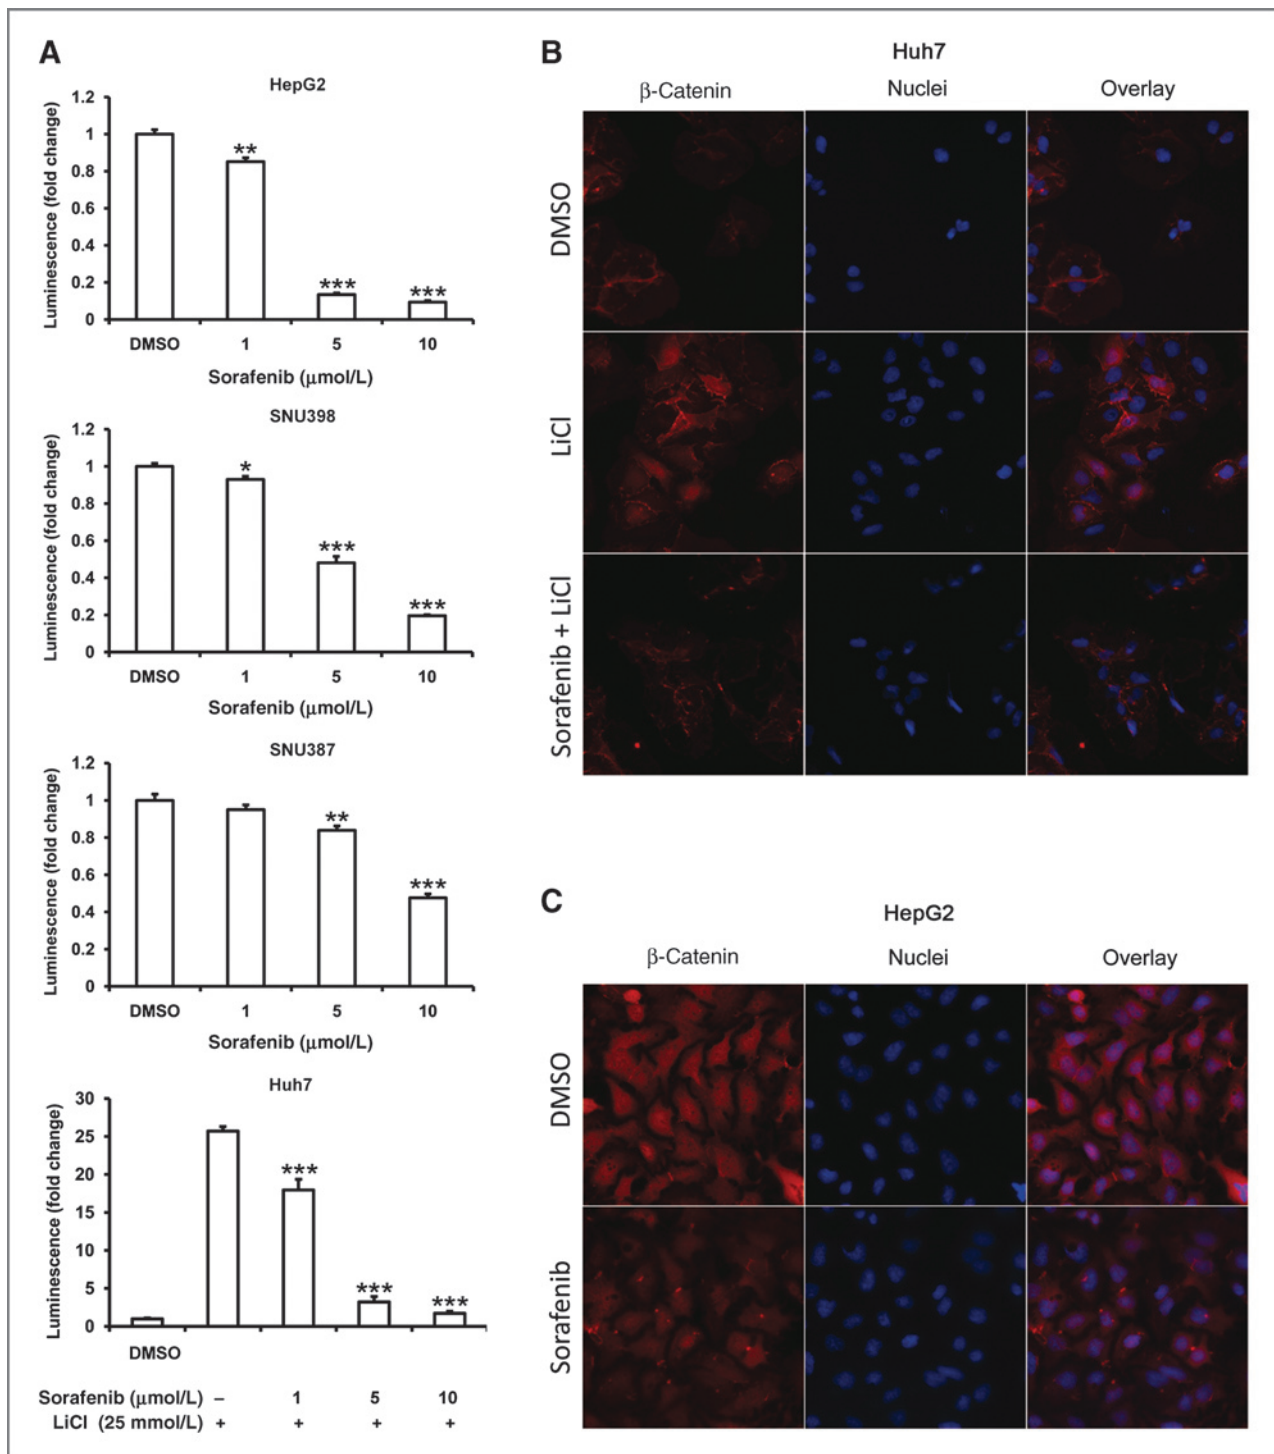 A
HepG2
Luminescence (fold change)
1.2
1
0.8
0.6
0.4
0.2
0
**
***
***
DMSO 1 5 10
Sorafenib (μmol/L)
SNU398
Luminescence (fold change)
1.2
1
0.8
0.6
0.4
0.2
0
*
***
***
DMSO 1 5 10
Sorafenib (μmol/L)
SNU387
Luminescence (fold change)
1.2
1
0.8
0.6
0.4
0.2
0
**
***
DMSO 1 5 10
Sorafenib (μmol/L)
Huh7
Luminescence (fold change)
30
25
20
15
10
5
0
***
***
***
DMSO
Sorafenib (μmol/L) – 1 5 10
LiCl (25 mmol/L) + + + +
B
Huh7
β-Catenin Nuclei Overlay
DMSO
LiCl
Sorafenib + LiCl
C
HepG2
β-Catenin Nuclei Overlay
DMSO
Sorafenib